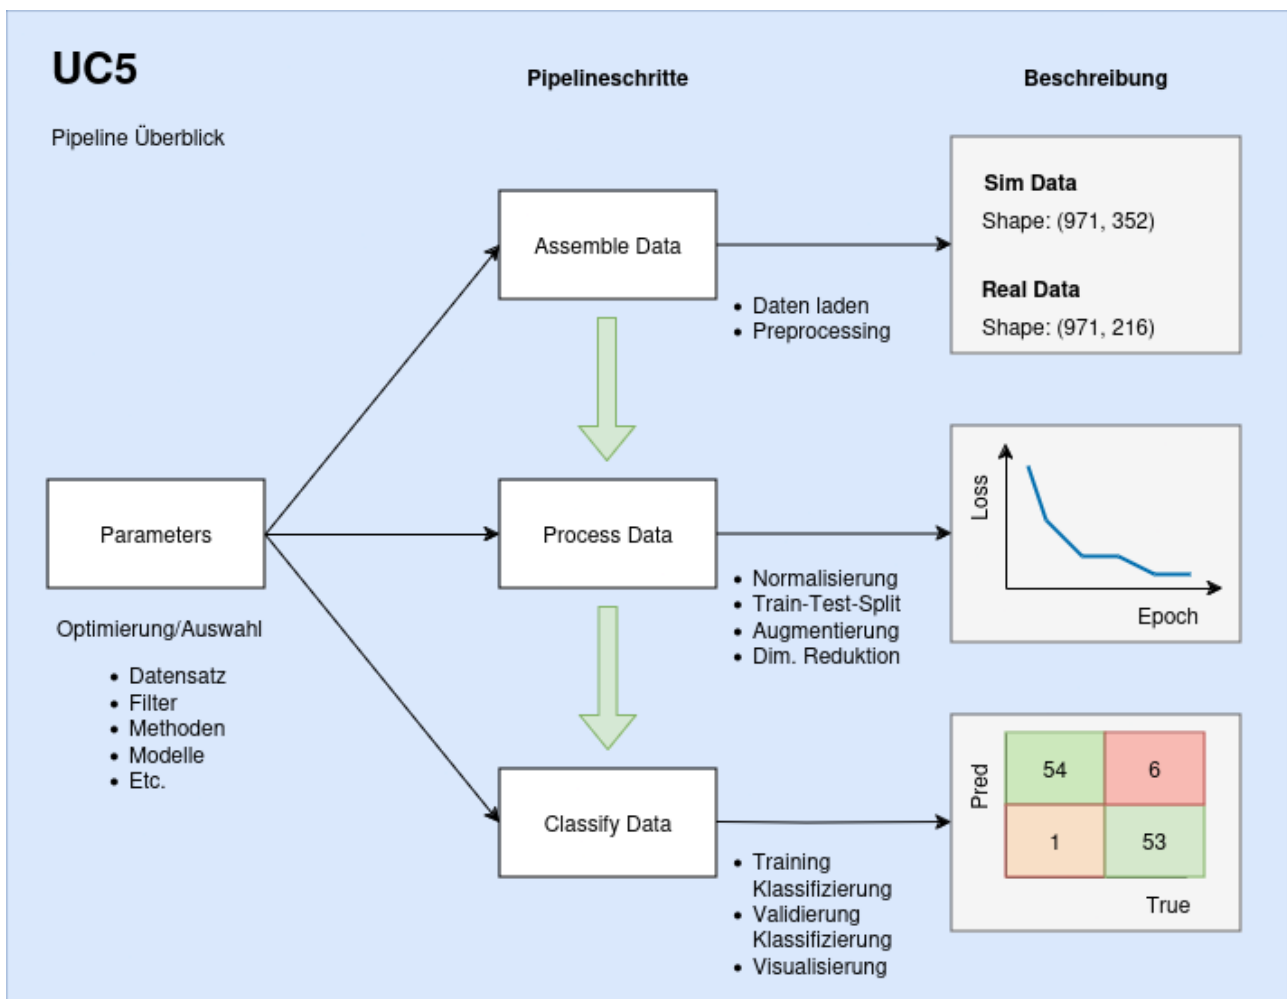 UC5
Pipeline Überblick
Pipelineschritte
Beschreibung
Parameters
Optimierung/Auswahl
• Datensatz
• Filter
• Methoden
• Modelle
• Etc.
Assemble Data
• Daten laden
• Preprocessing
Sim Data
Shape: (971, 352)
Real Data
Shape: (971, 216)
Process Data
• Normalisierung
• Train-Test-Split
• Augmentierung
• Dim. Reduktion
Loss
Epoch
Classify Data
• Training
Klassifizierung
• Validierung
Klassifizierung
• Visualisierung
Pred
54 6
1 53
True